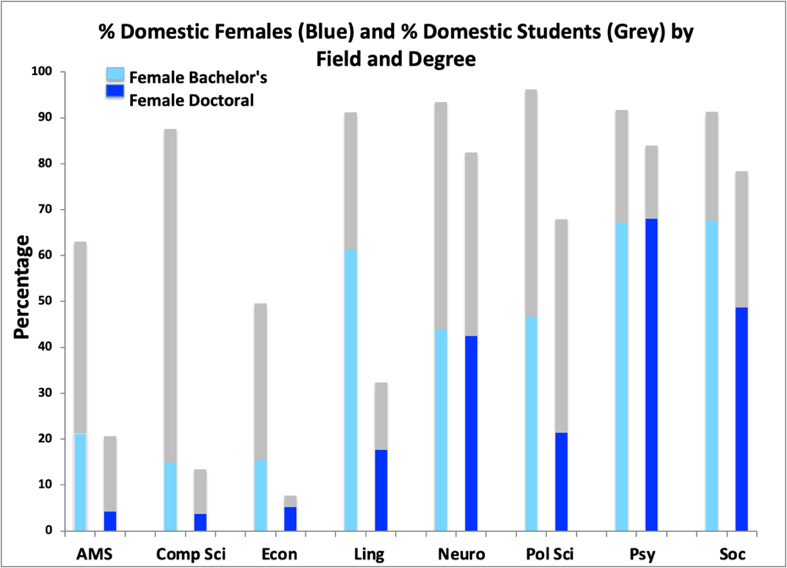 % Domestic Females (Blue) and % Domestic Students (Grey) by
Field and Degree
Female Bachelor's
Female Doctoral
Percentage
100
90
80
70
60
50
40
30
20
10
0
AMS Comp Sci Econ Ling Neuro Pol Sci Psy Soc